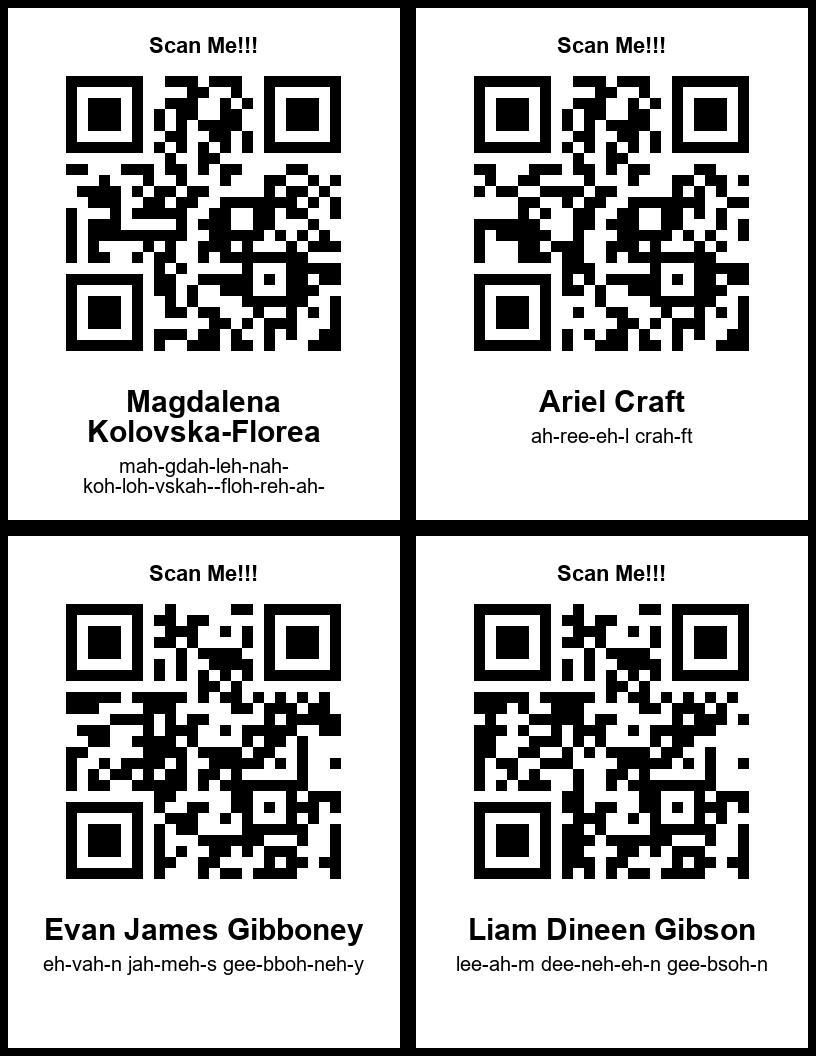 Scan Me!!!
Magdalena
Kolovska-Florea
mah-gdah-leh-nah-
koh-loh-vskah--floh-reh-ah-
Scan Me!!!
Ariel Craft
ah-ree-eh-l crah-ft
Scan Me!!!
Evan James Gibboney
eh-vah-n jah-meh-s gee-bboh-neh-y
Scan Me!!!
Liam Dineen Gibson
lee-ah-m dee-neh-eh-n gee-bsoh-n